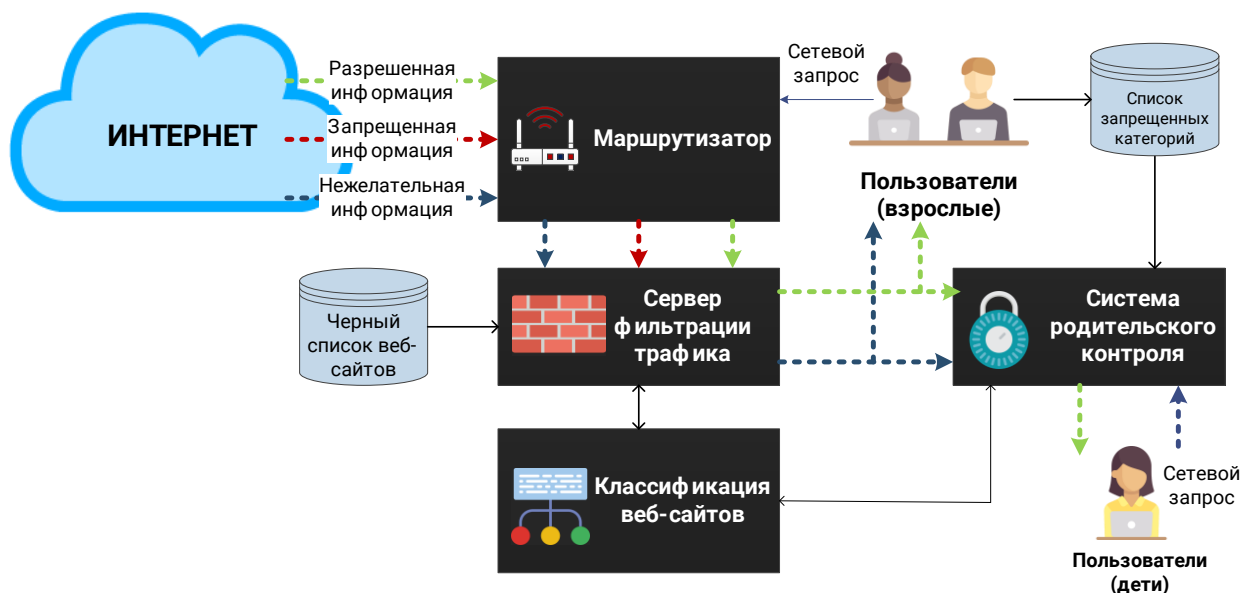 ИНТЕРНЕТ
Разрешенная
информация
Запрещенная
информация
Нежелательная
информация
Маршрутизатор
Сетевой
запрос
Пользователи
(взрослые)
Список
запрещенных
категорий
Черный
список веб-
сайтов
Сервер
фильтрации
трафика
Система
родительского
контроля
Классификация
веб-сайтов
Сетевой
запрос
Пользователи
(дети)